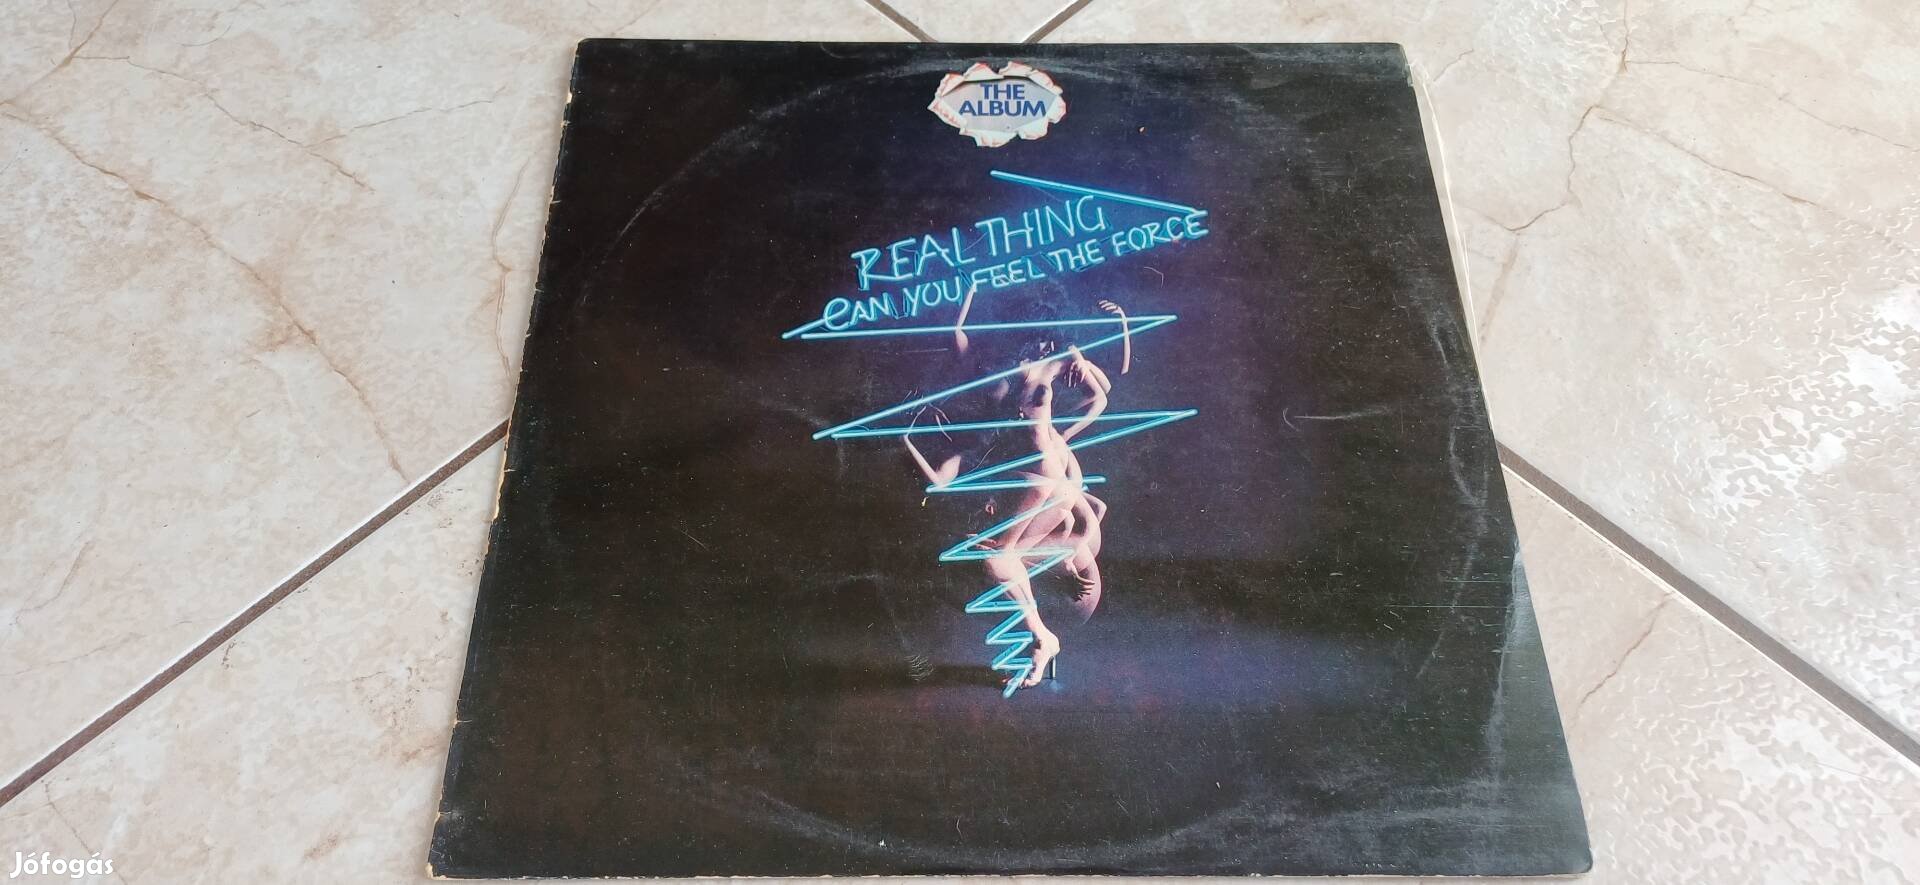 THE
ALBUM
REAL THING
CAN YOU FEEL THE FORCE
Jófogás